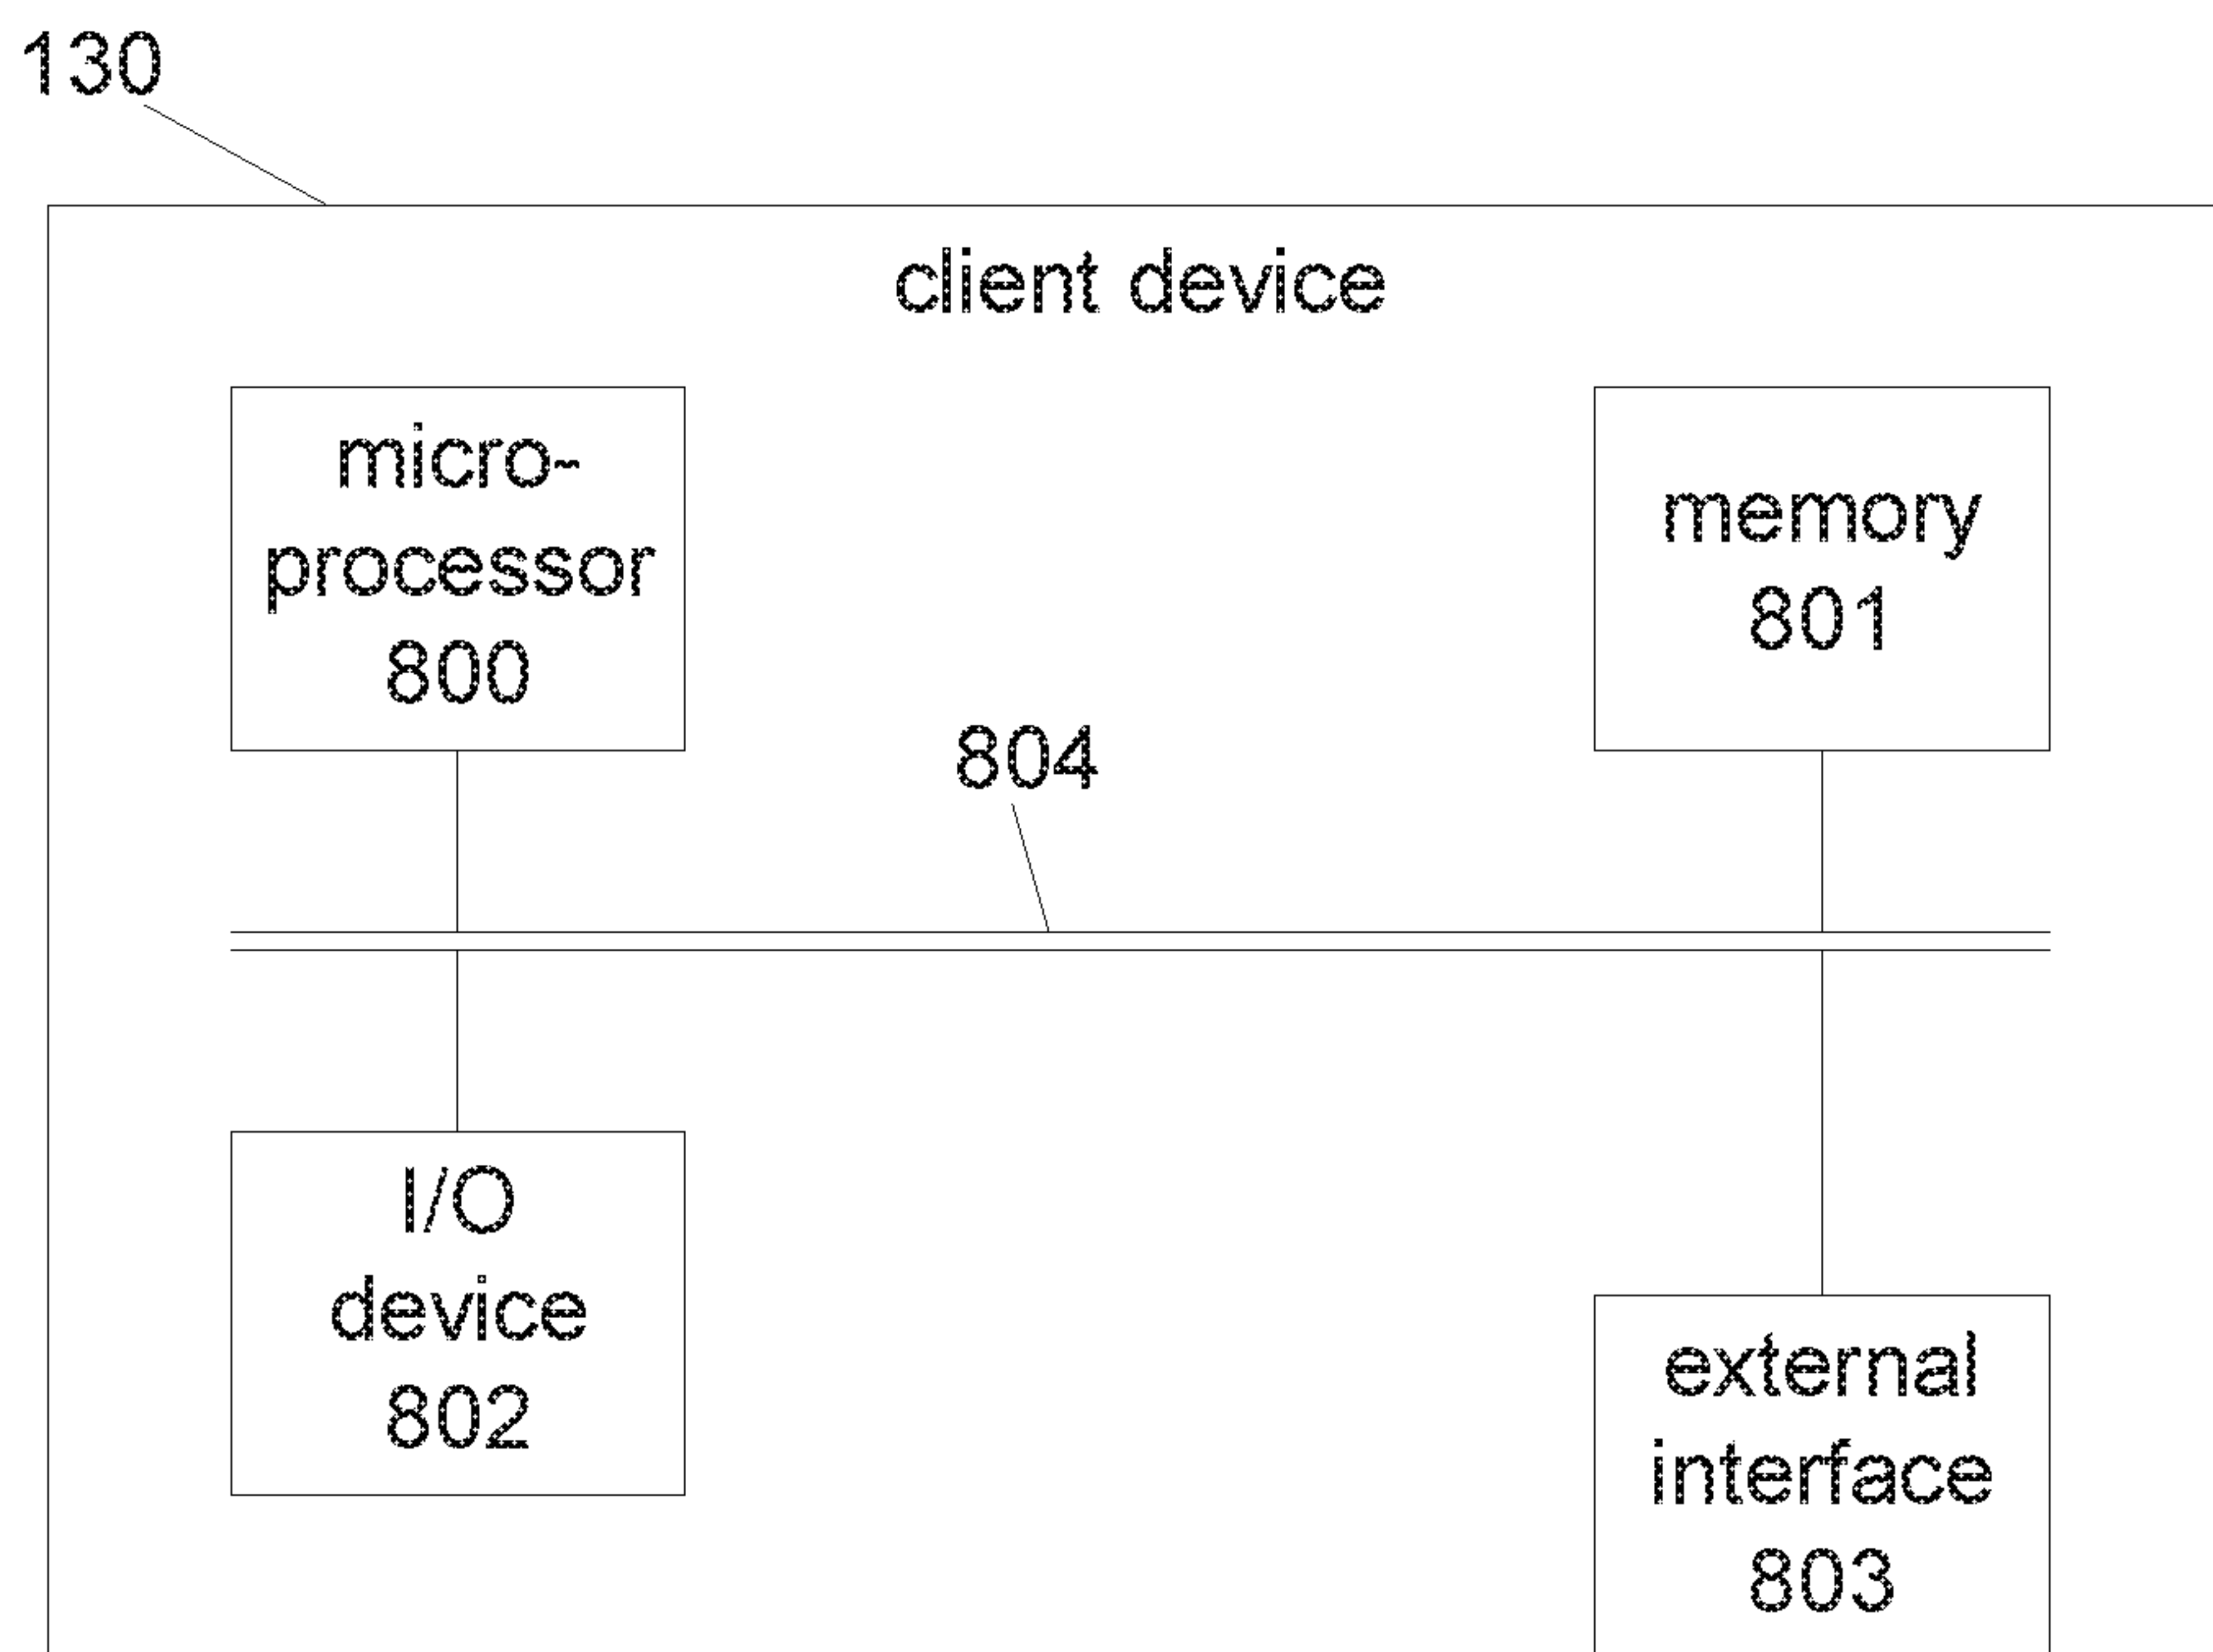 130
client device
micro-
processor
800
memory
801
804
I/O
device
802
external
interface
803